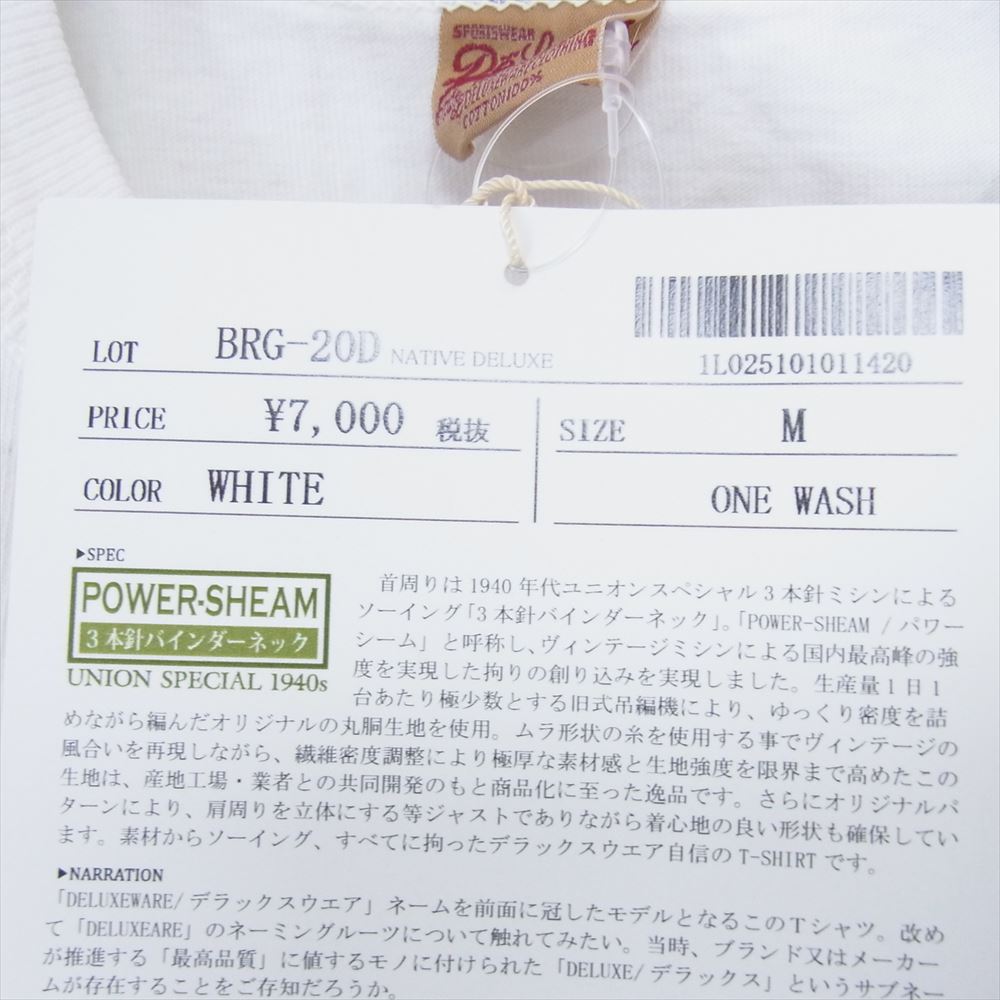 SPORTSWEAR
COTTON100%
1L025101011420
LOT BRG-20D NATIVE DELUXE
PRICE ¥7,000 税抜
SIZE M
COLOR WHITE
ONE WASH
▶SPEC
POWER-SHEAM
3本針バインダーネック
UNION SPECIAL 1940s
首周りは1940年代ユニオンスペシャル3本針ミシンによる
ソーイング「3本針バインダーネック」。「POWER-SHEAM / パワー
シーム」と呼称し、ヴィンテージミシンによる国内最高峰の強
度を実現した拘りの創り込みを実現しました。生産量1日1
台あたり極少数とする旧式吊編機により、ゆっくり密度を詰
めながら編んだオリジナルの丸胴生地を使用。ムラ形状の糸を使用する事でヴィンテージの
風合いを再現しながら、繊維密度調整により極厚な素材感と生地強度を限界まで高めたこの
生地は、産地工場・業者との共同開発のもと商品化に至った逸品です。さらにオリジナルパ
ターンにより、肩周りを立体にする等ジャストでありながら着心地の良い形状も確保してい
ます。素材からソーイング、すべてに拘ったデラックスウエア自信のT-SHIRTです。
▶NARRATION
「DELUXEWARE/デラックスウエア」ネームを前面に冠したモデルとなるこのTシャツ。改め
て「DELUXEARE」のネーミングルーツについて触れてみたい。当時、ブランド又はメーカー
が推進する「最高品質」に値するモノに付けられた「DELUXE/デラックス」というサブネー
ムが存在することをご存知だろうか。